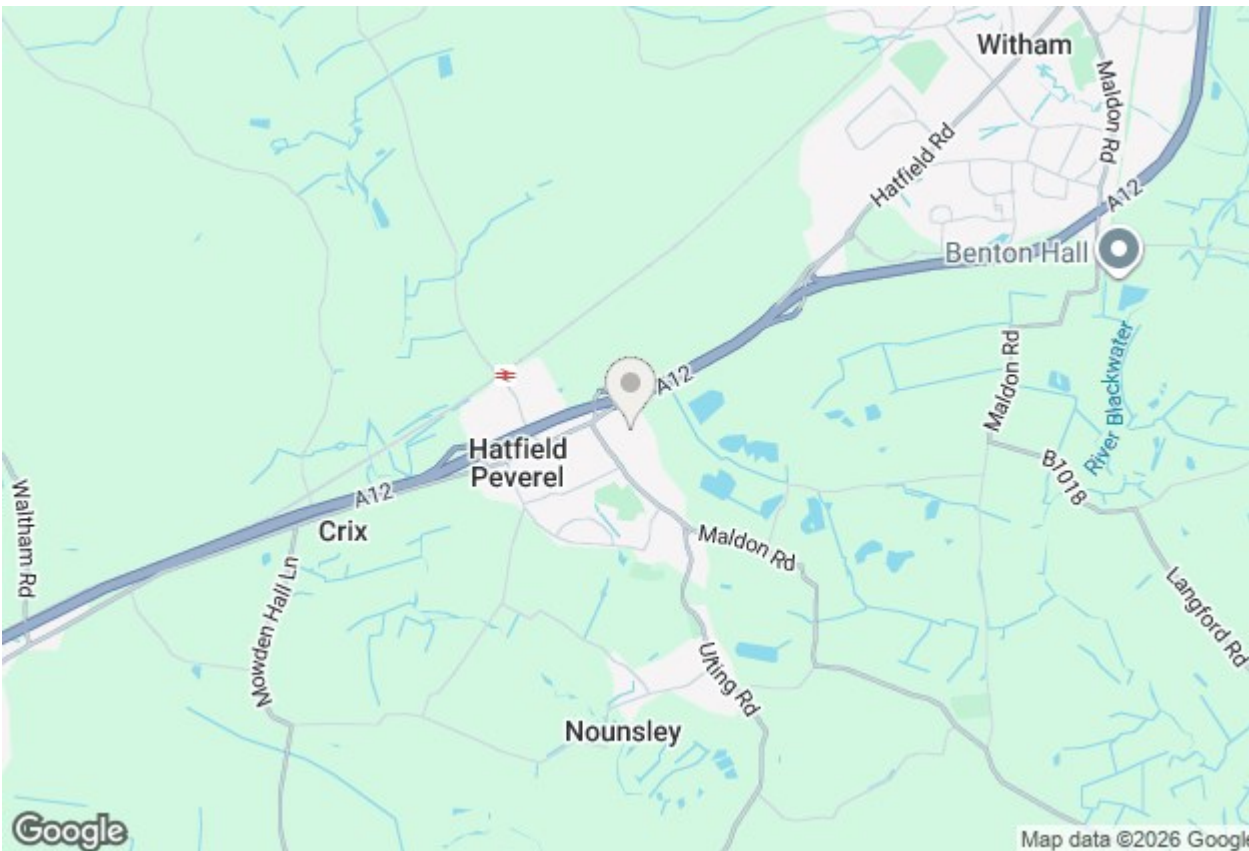 Witham
Maldon Rd
Hatfield Rd
A12
Benton Hall
Maldon Rd
River Blackwater
A12
Hatfield
Peverel
B1018
A12
Crix
Waltham Rd
Maldon Rd
Langford Rd
Mowden Hall Ln
Ulting Rd
Nounsley
Google
Map data ©2026 Google